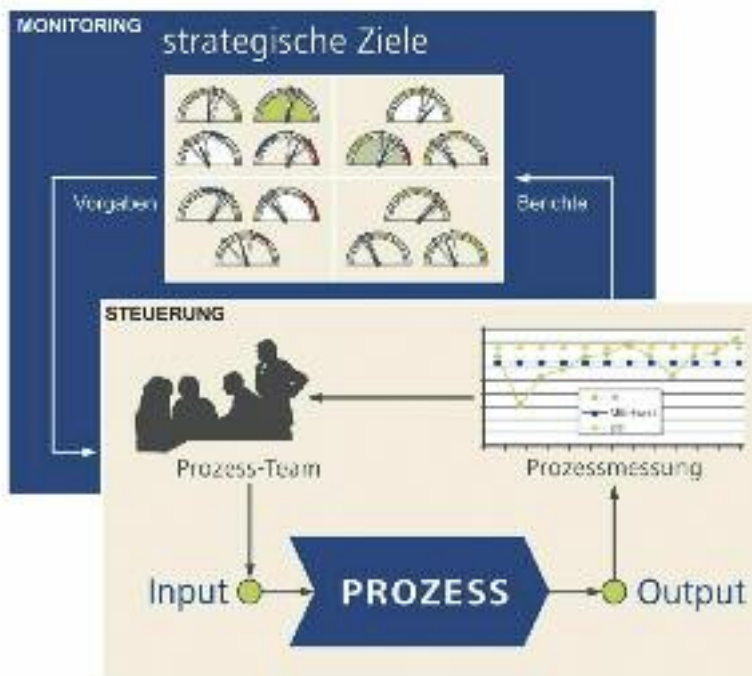 MONITORING
strategische Ziele
Vorgaben
Berichte
STEUERUNG
Prozess-Team
Prozessmessung
Input
PROZESS
Output